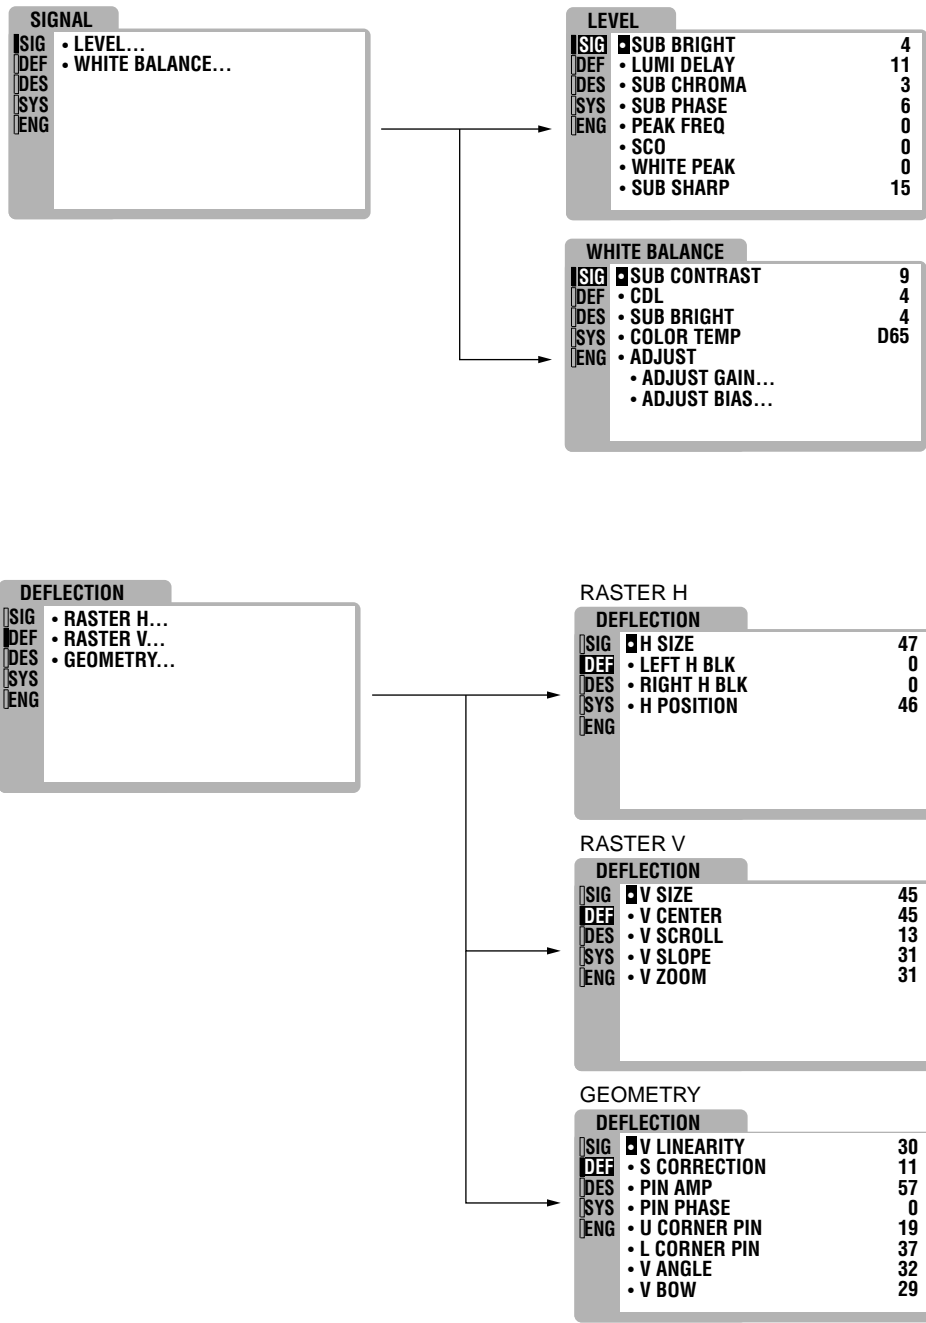 SIGNAL
SIG • LEVEL...
DEF • WHITE BALANCE...
DES
SYS
ENG
LEVEL
SIG • SUB BRIGHT 4
DEF • LUMI DELAY 11
DES • SUB CHROMA 3
SYS • SUB PHASE 6
ENG • PEAK FREQ 0
• SCO 0
• WHITE PEAK 0
• SUB SHARP 15
WHITE BALANCE
SIG • SUB CONTRAST 9
DEF • CDL 4
DES • SUB BRIGHT 4
SYS • COLOR TEMP D65
ENG • ADJUST
• ADJUST GAIN...
• ADJUST BIAS...
DEFLECTION
SIG • RASTER H...
DEF • RASTER V...
DES • GEOMETRY...
SYS
ENG
RASTER H
DEFLECTION
SIG • H SIZE 47
DEF • LEFT H BLK 0
DES • RIGHT H BLK 0
SYS • H POSITION 46
ENG
RASTER V
DEFLECTION
SIG • V SIZE 45
DEF • V CENTER 45
DES • V SCROLL 13
SYS • V SLOPE 31
ENG • V ZOOM 31
GEOMETRY
DEFLECTION
SIG • V LINEARITY 30
DEF • S CORRECTION 11
DES • PIN AMP 57
SYS • PIN PHASE 0
ENG • U CORNER PIN 19
• L CORNER PIN 37
• V ANGLE 32
• V BOW 29